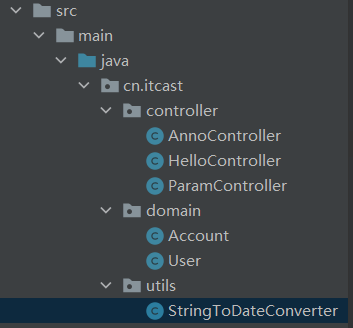 src
main
java
cn.itcast
controller
AnnoController
HelloController
ParamController
domain
Account
User
utils
StringToDateConverter